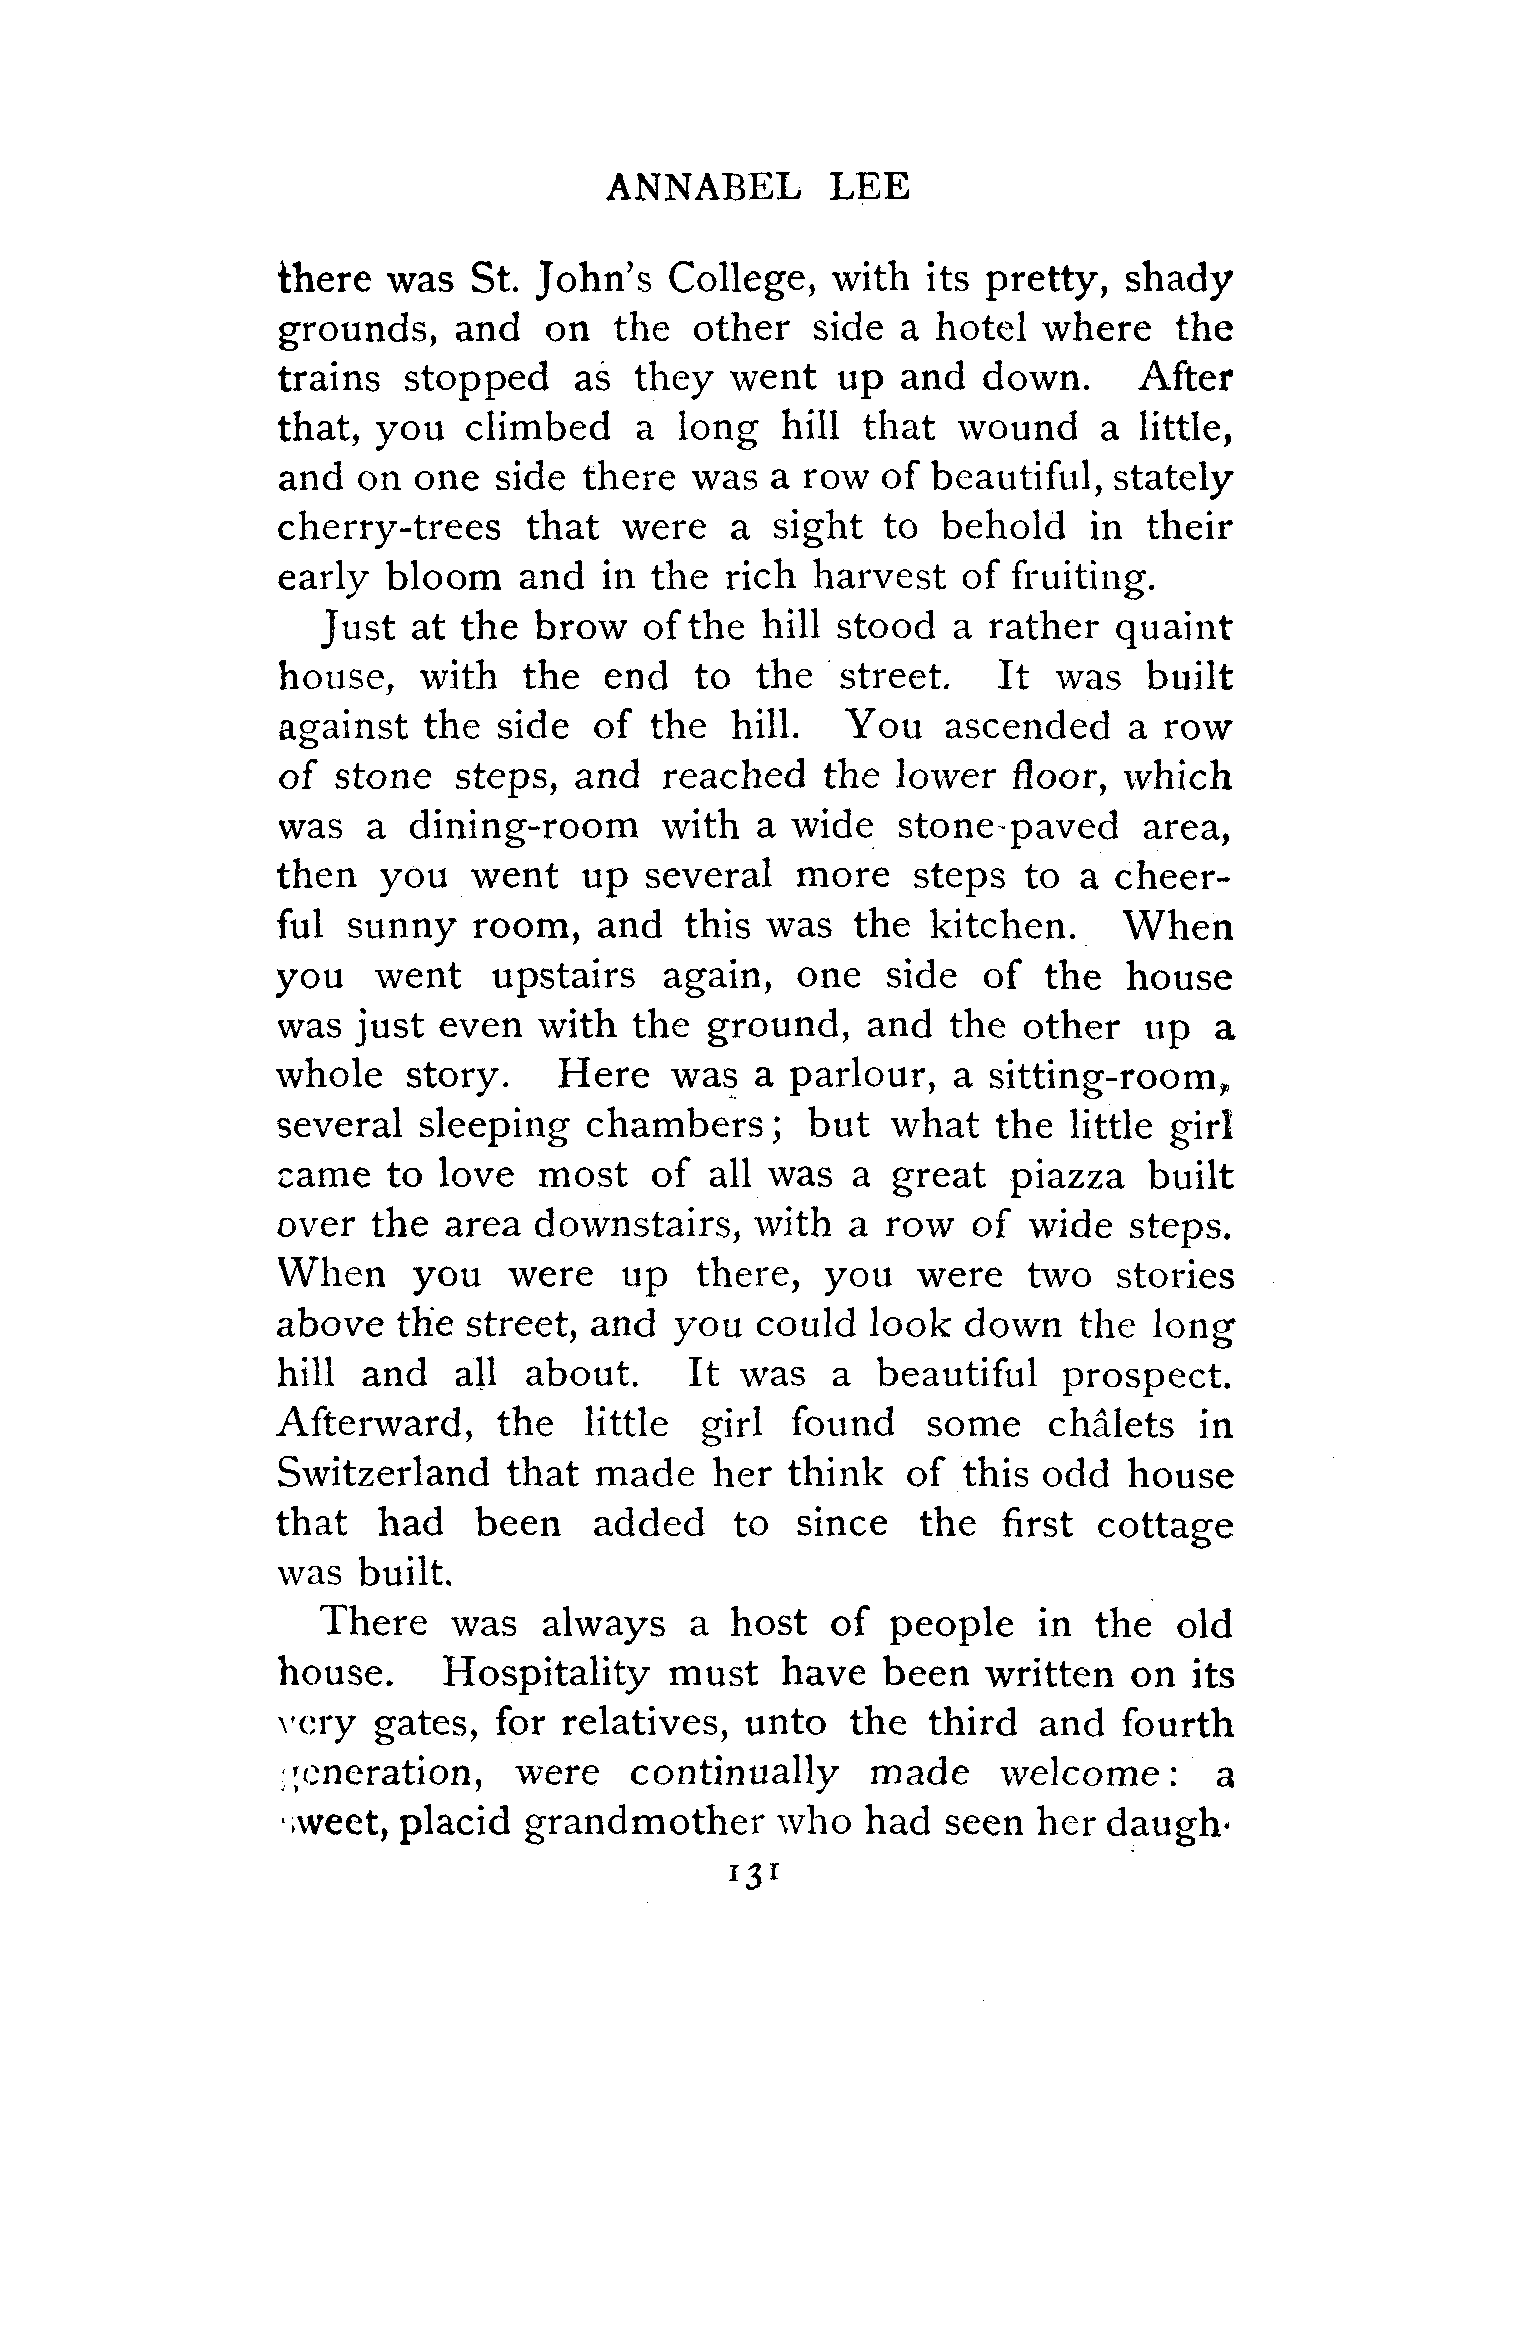 ANNABEL LEE
there was St. John's College, with its pretty, shady
grounds, and on the other side a hotel where the
trains stopped as they went up and down. After
that, you climbed a long hill that wound a little,
and on one side there was a row of beautiful, stately
cherry-trees that were a sight to behold in their
early bloom and in the rich harvest of fruiting.
Just at the brow of the hill stood a rather quaint
house, with the end to the street. It was built
against the side of the hill. You ascended a row
of stone steps, and reached the lower floor, which
was a dining-room with a wide stone-paved area,
then you went up several more steps to a cheer-
ful sunny room, and this was the kitchen. When
you went upstairs again, one side of the house
was just even with the ground, and the other up a
whole story. Here was a parlour, a sitting-room,
several sleeping chambers; but what the little girl
came to love most of all was a great piazza built
over the area downstairs, with a row of wide steps.
When you were up there, you were two stories
above the street, and you could look down the long
hill and all about. It was a beautiful prospect.
Afterward, the little girl found some châlets in
Switzerland that made her think of this odd house
that had been added to since the first cottage
was built.
There was always a host of people in the old
house. Hospitality must have been written on its
very gates, for relatives, unto the third and fourth
generation, were continually made welcome: a
sweet, placid grandmother who had seen her daugh-
131